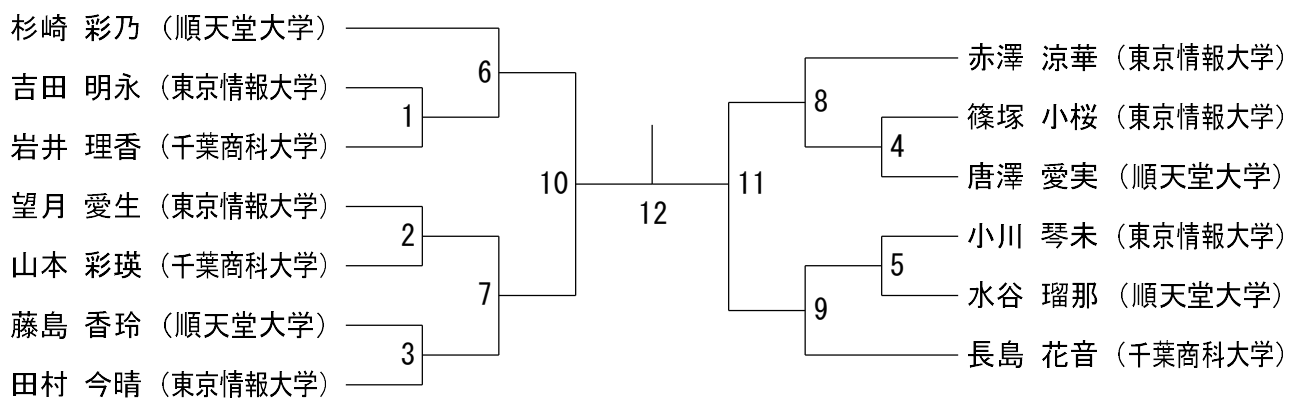 杉崎 彩乃 (順天堂大学)
吉田 明永 (東京情報大学)
岩井 理香 (千葉商科大学)
望月 愛生 (東京情報大学)
山本 彩瑛 (千葉商科大学)
藤島 香玲 (順天堂大学)
田村 今晴 (東京情報大学)
1
2
3
6
7
10
12
11
8
9
4
5
赤澤 涼華 (東京情報大学)
篠塚 小桜 (東京情報大学)
唐澤 愛実 (順天堂大学)
小川 琴未 (東京情報大学)
水谷 瑠那 (順天堂大学)
長島 花音 (千葉商科大学)